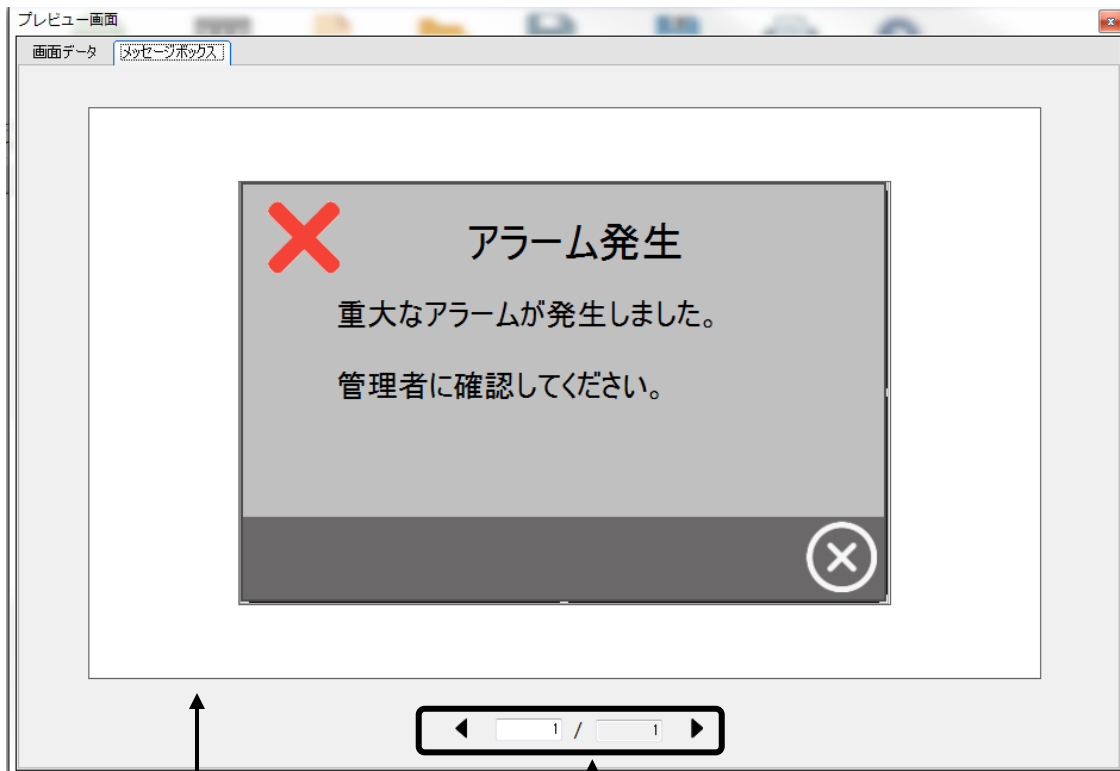 プレビュー画面
画面データ メッセージボックス
アラーム発生
重大なアラームが発生しました。
管理者に確認してください。
1 / 1